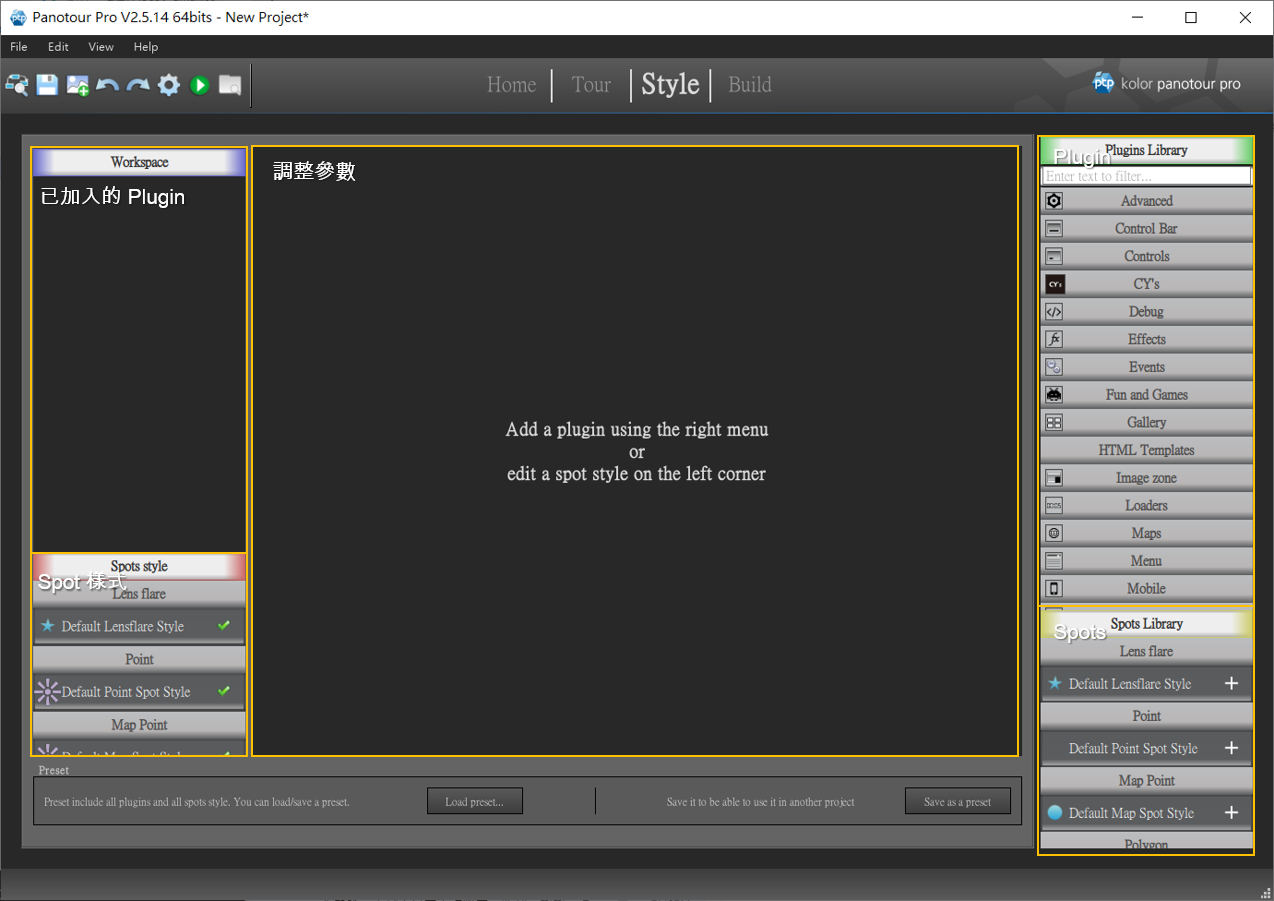 Panotour Pro V2.5.14 64bits - New Project*
File Edit View Help
Home Tour Style Build
ptp kolor panotour pro
Workspace
已加入的 Plugin
Spots style
Spot 樣式
Lens flare
Default Lensflare Style
Point
Default Point Spot Style
Map Point
Default Map Spot Style
調整參數
Add a plugin using the right menu
or
edit a spot style on the left corner
Preset
Preset include all plugins and all spots style. You can load/save a preset.
Load preset...
Save it to be able to use it in another project
Save as a preset
Plugins Library
Plugin
Enter text to filter...
Advanced
Control Bar
Controls
CY's CY's
Debug
Effects
Events
Fun and Games
Gallery
HTML Templates
Image zone
Loaders
Maps
Menu
Mobile
Spots Library
Spots
Lens flare
Default Lensflare Style
Point
Default Point Spot Style
Map Point
Default Map Spot Style
Polygon